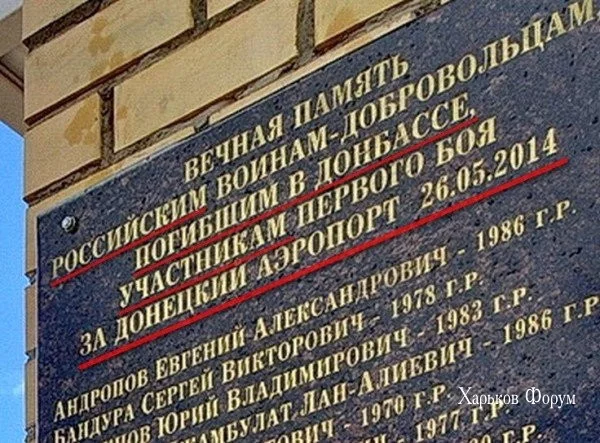 ВЕЧНАЯ ПАМЯТЬ
РОССИЙСКИМ ВОИНАМ-ДОБРОВОЛЬЦАМ,
ПОГИБШИМ В ДОНБАССЕ,
УЧАСТНИКАМ ПЕРВОГО БОЯ
ЗА ДОНЕЦКИЙ АЭРОПОРТ 26.05.2014
АНДРОПОВ ЕВГЕНИЙ АЛЕКСАНДРОВИЧ - 1986 Г.Р.
БАНДУРА СЕРГЕЙ ВИКТОРОВИЧ - 1978 Г.Р.
ЮРИЙ ВЛАДИМИРОВИЧ - 1983 Г.Р.
ЛАН-АЛИЕВИЧ - 1986 Г.Р.
- 1970 Г.Р.
- 1977 Г.Р.
Г.Р.
Харьков Форум